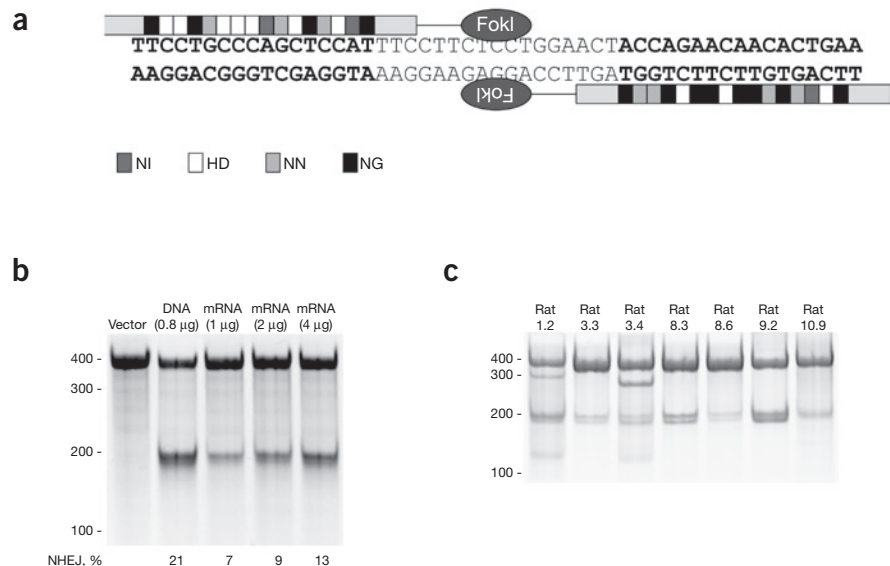 a
FokI
TTCCTGCCCAGCTCCATTTCCTTCTCCTGGAACTACCAGAACAACACTGAA
AAGGACGGGTCGAGGTAAAGGAAGAGGACCTTGATGGTCTTCTTGTGACTT
FokI
NI HD NN NG
b
Vector DNA (0.8 µg) mRNA (1 µg) mRNA (2 µg) mRNA (4 µg)
400 -
300 -
200 -
100 -
NHEJ, % 21 7 9 13
c
Rat 1.2 Rat 3.3 Rat 3.4 Rat 8.3 Rat 8.6 Rat 9.2 Rat 10.9
400 -
300 -
200 -
100 -